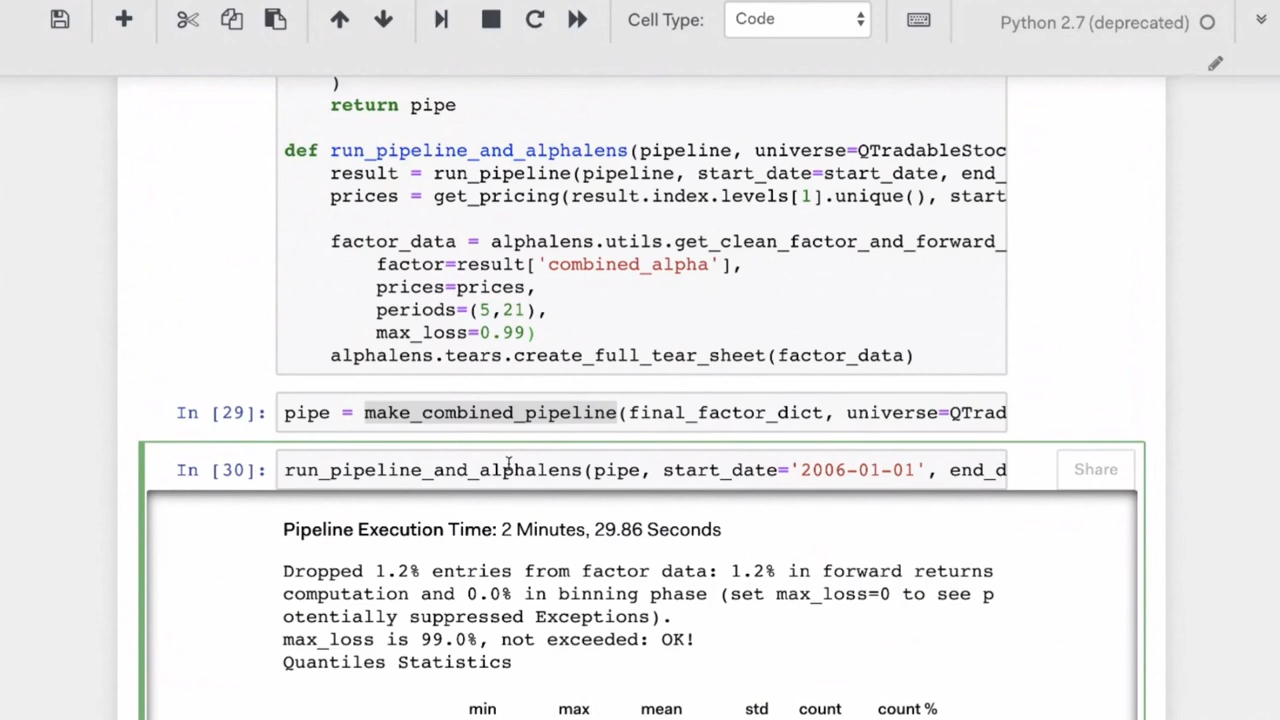 Cell Type: Code Python 2.7 (deprecated)
)
return pipe
def run_pipeline_and_alphalens(pipeline, universe=QTradableStoc
result = run_pipeline(pipeline, start_date=start_date, end_
prices = get_pricing(result.index.levels[1].unique(), start
factor_data = alphalens.utils.get_clean_factor_and_forward_
factor=result['combined_alpha'],
prices=prices,
periods=(5,21),
max_loss=0.99)
alphalens.tears.create_full_tear_sheet(factor_data)
In [29]: pipe = make_combined_pipeline(final_factor_dict, universe=QTrad
In [30]: run_pipeline_and_alphalens(pipe, start_date='2006-01-01', end_d Share
Pipeline Execution Time: 2 Minutes, 29.86 Seconds
Dropped 1.2% entries from factor data: 1.2% in forward returns
computation and 0.0% in binning phase (set max_loss=0 to see p
otentially suppressed Exceptions).
max_loss is 99.0%, not exceeded: OK!
Quantiles Statistics
min max mean std count count %